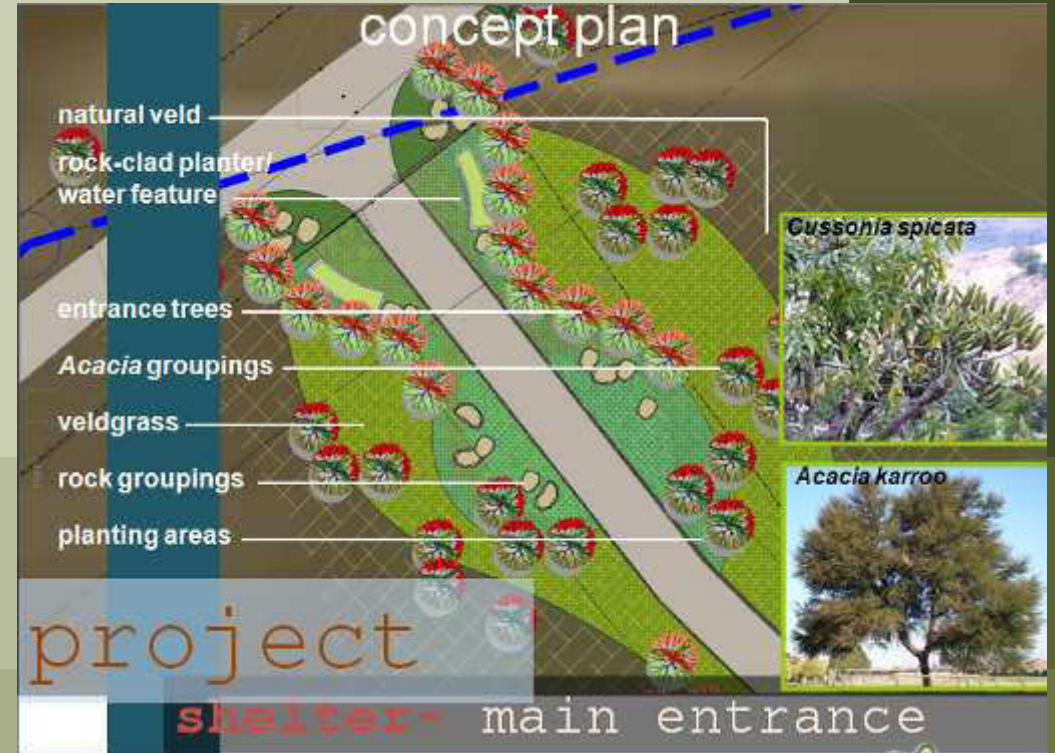 concept plan
natural veld
rock-clad planter/
water feature
entrance trees
Acacia groupings
veldgrass
rock groupings
planting areas
Cussonia spicata
Acacia karroo
project
shelter- main entrance